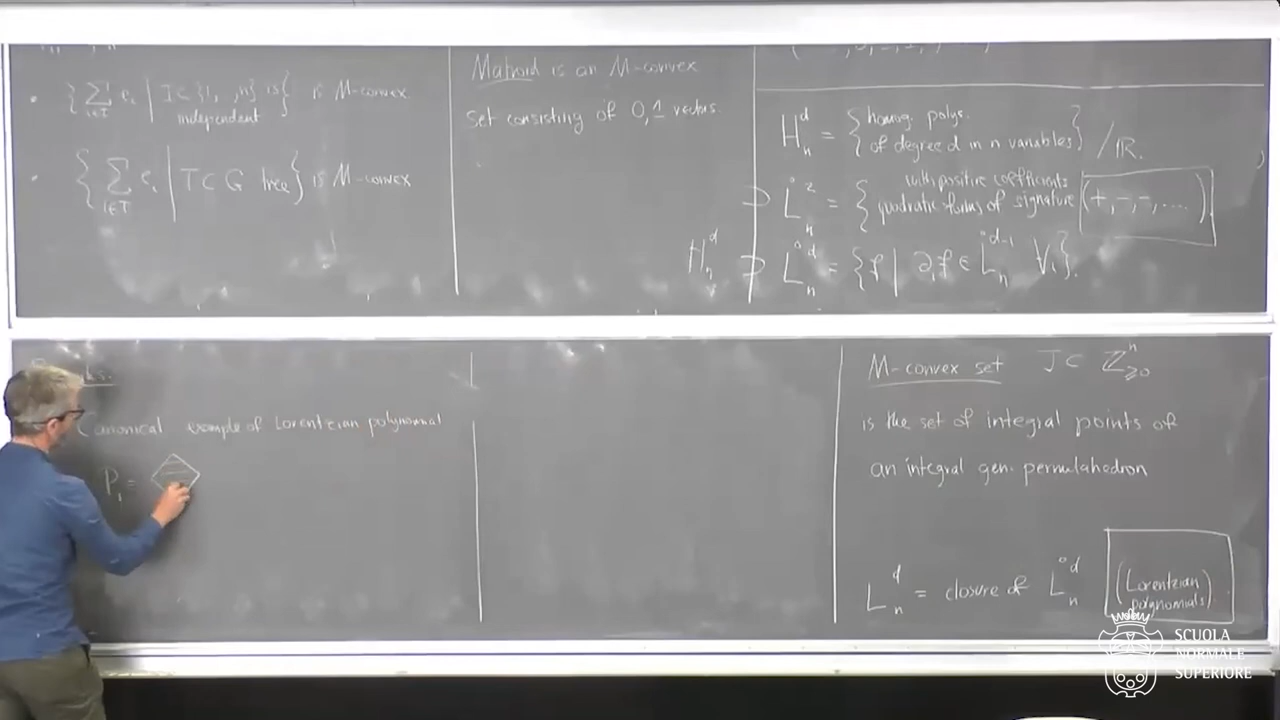 • { ∑_{i∈I} e_i | I ⊂ {1, ,n} is independent } is M-convex
• { ∑_{i∈T} e_i | T ⊂ G tree } is M-convex
Matroid is an M-convex
set consisting of 0,1 vectors.
H_n^d = { homog. polys. of degree d in n variables } / ℝ.
⊃ L°_n^2 = { with positive coefficients quadratic forms of signature (+,-,-,....) }
H_n^d ⊃ L°_n^d = { f | ∂_i f ∈ L°_n^{d-1} ∀i }.
Canonical example of Lorentzian polynomial
P_1 =
M-convex set J ⊂ ℤ^n_{≥0}
is the set of integral points of
an integral gen. permutahedron
L_n^d = closure of L°_n^d (Lorentzian polynomials)
SCUOLA
NORMALE
SUPERIORE